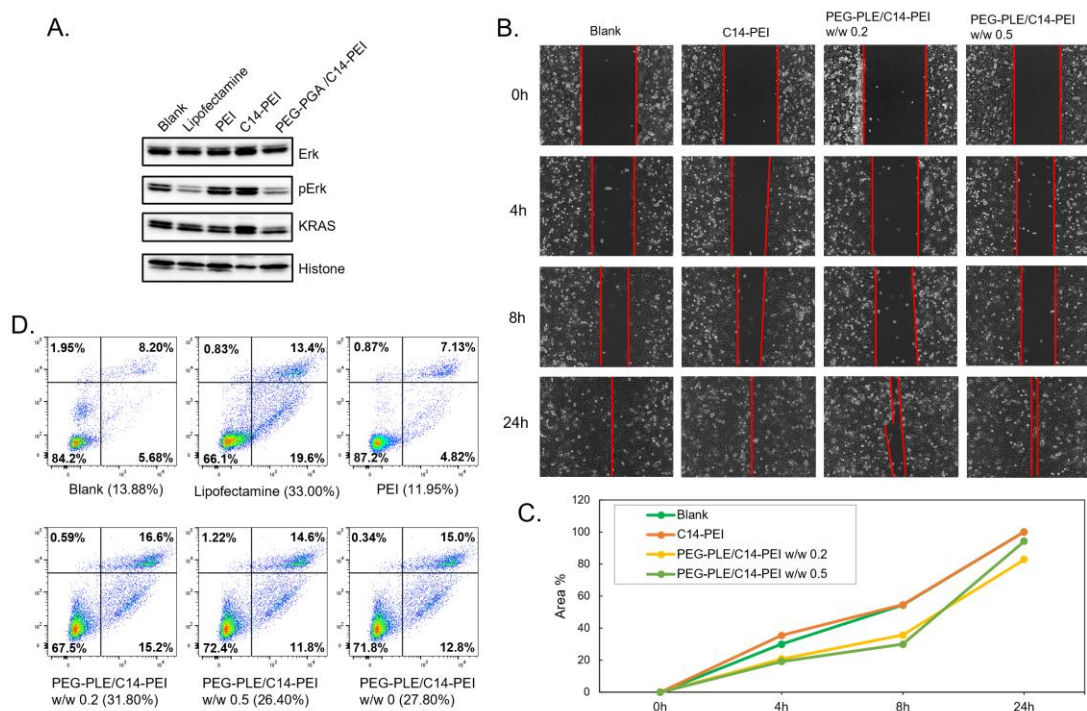 A.
Blank
Lipofectamine
PEI
C14-PEI
PEG-PGA /C14-PEI
Erk
pErk
KRAS
Histone
B.
Blank
C14-PEI
PEG-PLE/C14-PEI
w/w 0.2
PEG-PLE/C14-PEI
w/w 0.5
0h
4h
8h
24h
D.
1.95% 8.20%
84.2% 5.68%
Blank (13.88%)
0.83% 13.4%
66.1% 19.6%
Lipofectamine (33.00%)
0.87% 7.13%
87.2% 4.82%
PEI (11.95%)
0.59% 16.6%
67.5% 15.2%
PEG-PLE/C14-PEI
w/w 0.2 (31.80%)
1.22% 14.6%
72.4% 11.8%
PEG-PLE/C14-PEI
w/w 0.5 (26.40%)
0.34% 15.0%
71.8% 12.8%
PEG-PLE/C14-PEI
w/w 0 (27.80%)
C.
Blank
C14-PEI
PEG-PLE/C14-PEI w/w 0.2
PEG-PLE/C14-PEI w/w 0.5
Area %
120
100
80
60
40
20
0
0h 4h 8h 24h